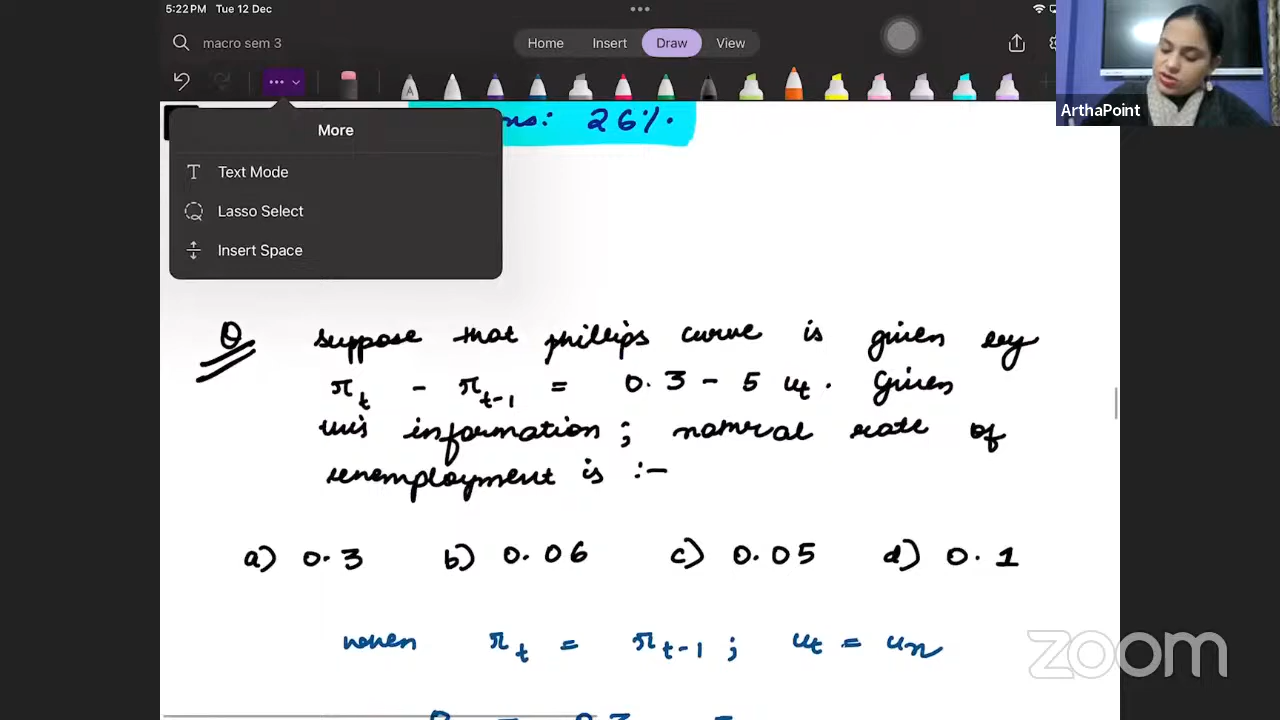 5:22 PM Tue 12 Dec
macro sem 3
Home Insert Draw View
ArthaPoint
More
Text Mode
Lasso Select
Insert Space
ns: 26%.
Q suppose that phillips curve is given by
π_t - π_{t-1} = 0.3 - 5 u_t. Given
this information; natural rate of
unemployment is :-
a) 0.3 b) 0.06 c) 0.05 d) 0.1
when π_t = π_{t-1} ; u_t = u_n
zoom